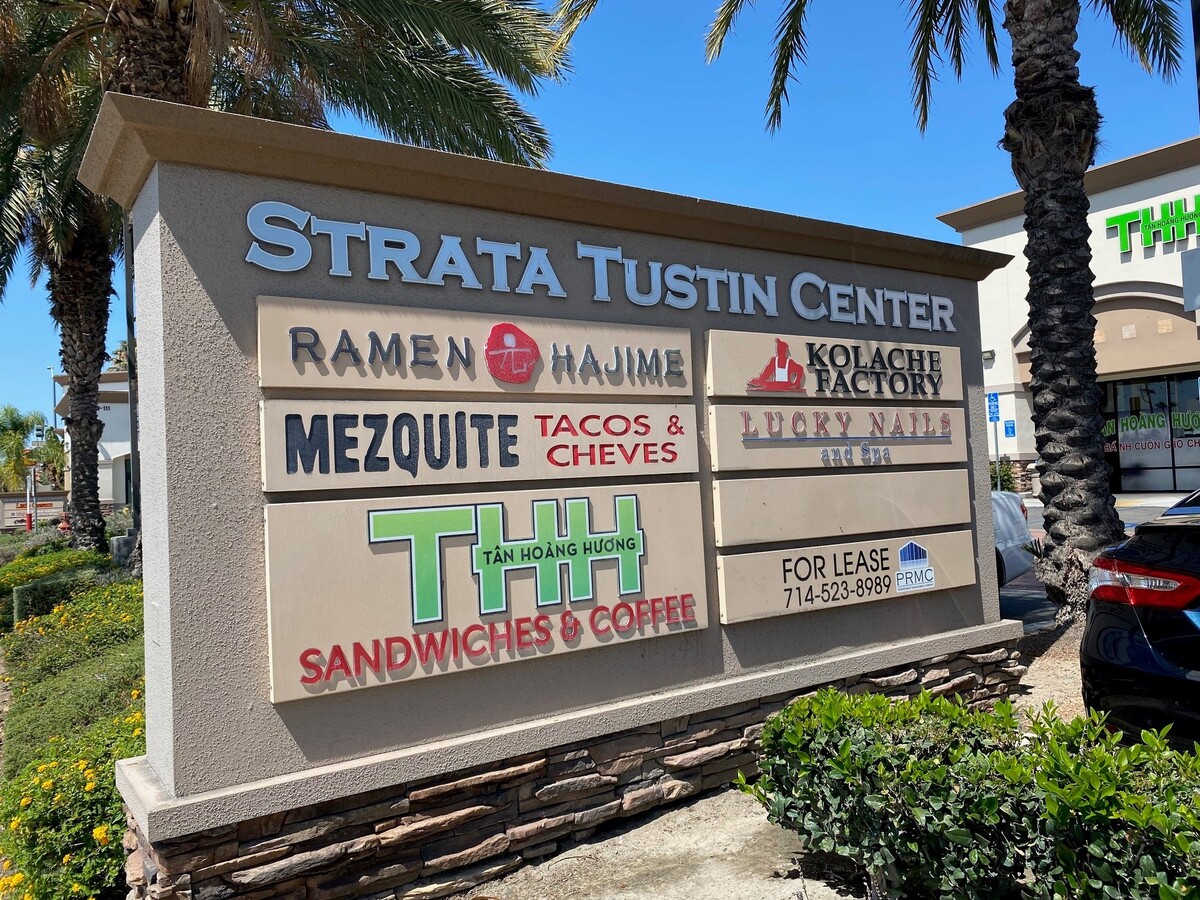 STRATA TUSTIN CENTER
RAMEN HAJIME
MEZQUITE TACOS & CHEVES
THH
TÂN HOÀNG HƯƠNG
SANDWICHES & COFFEE
KOLACHE FACTORY
LUCKY NAILS
and Spa
FOR LEASE
714-523-8989
PRMC
THH
TÂN HOÀNG HƯƠNG